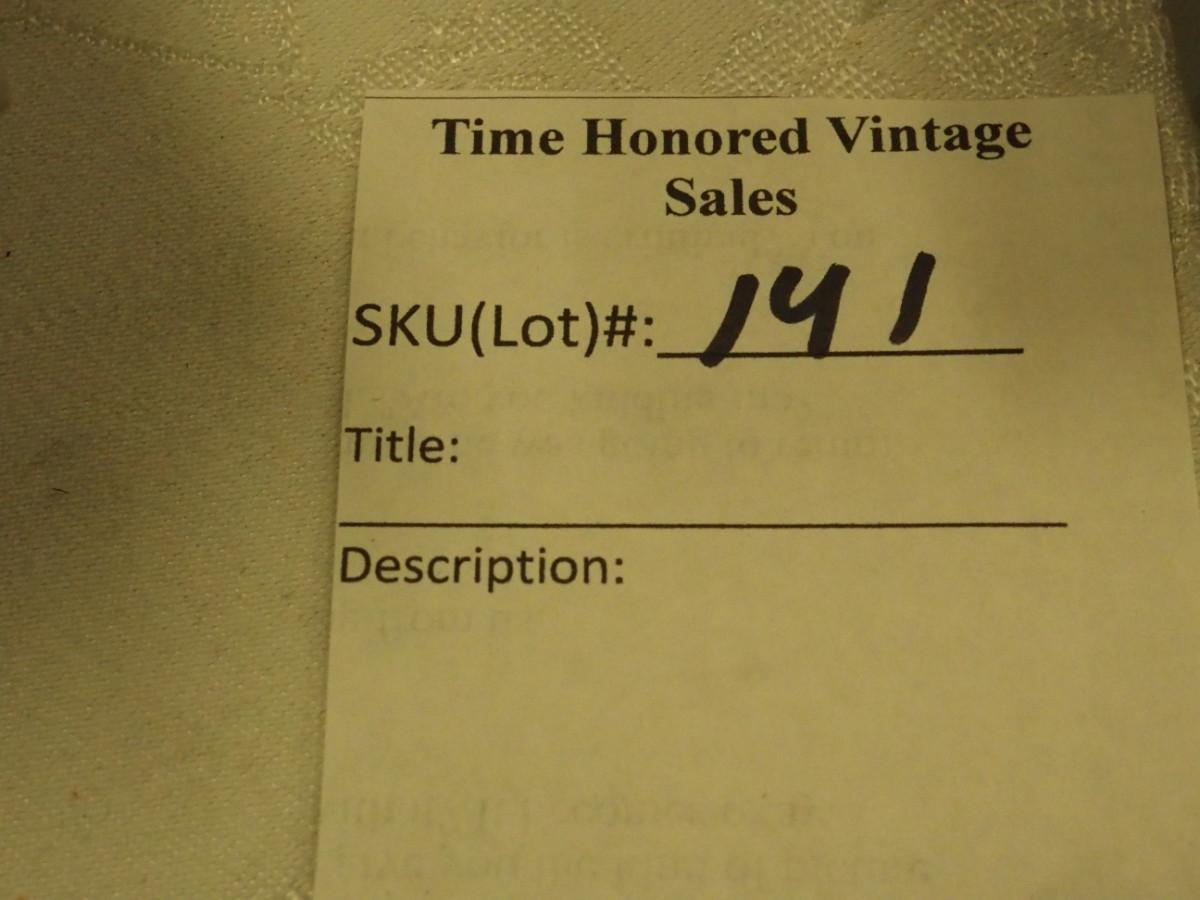 Time Honored Vintage
Sales
SKU(Lot)#: 141
Title:
Description: